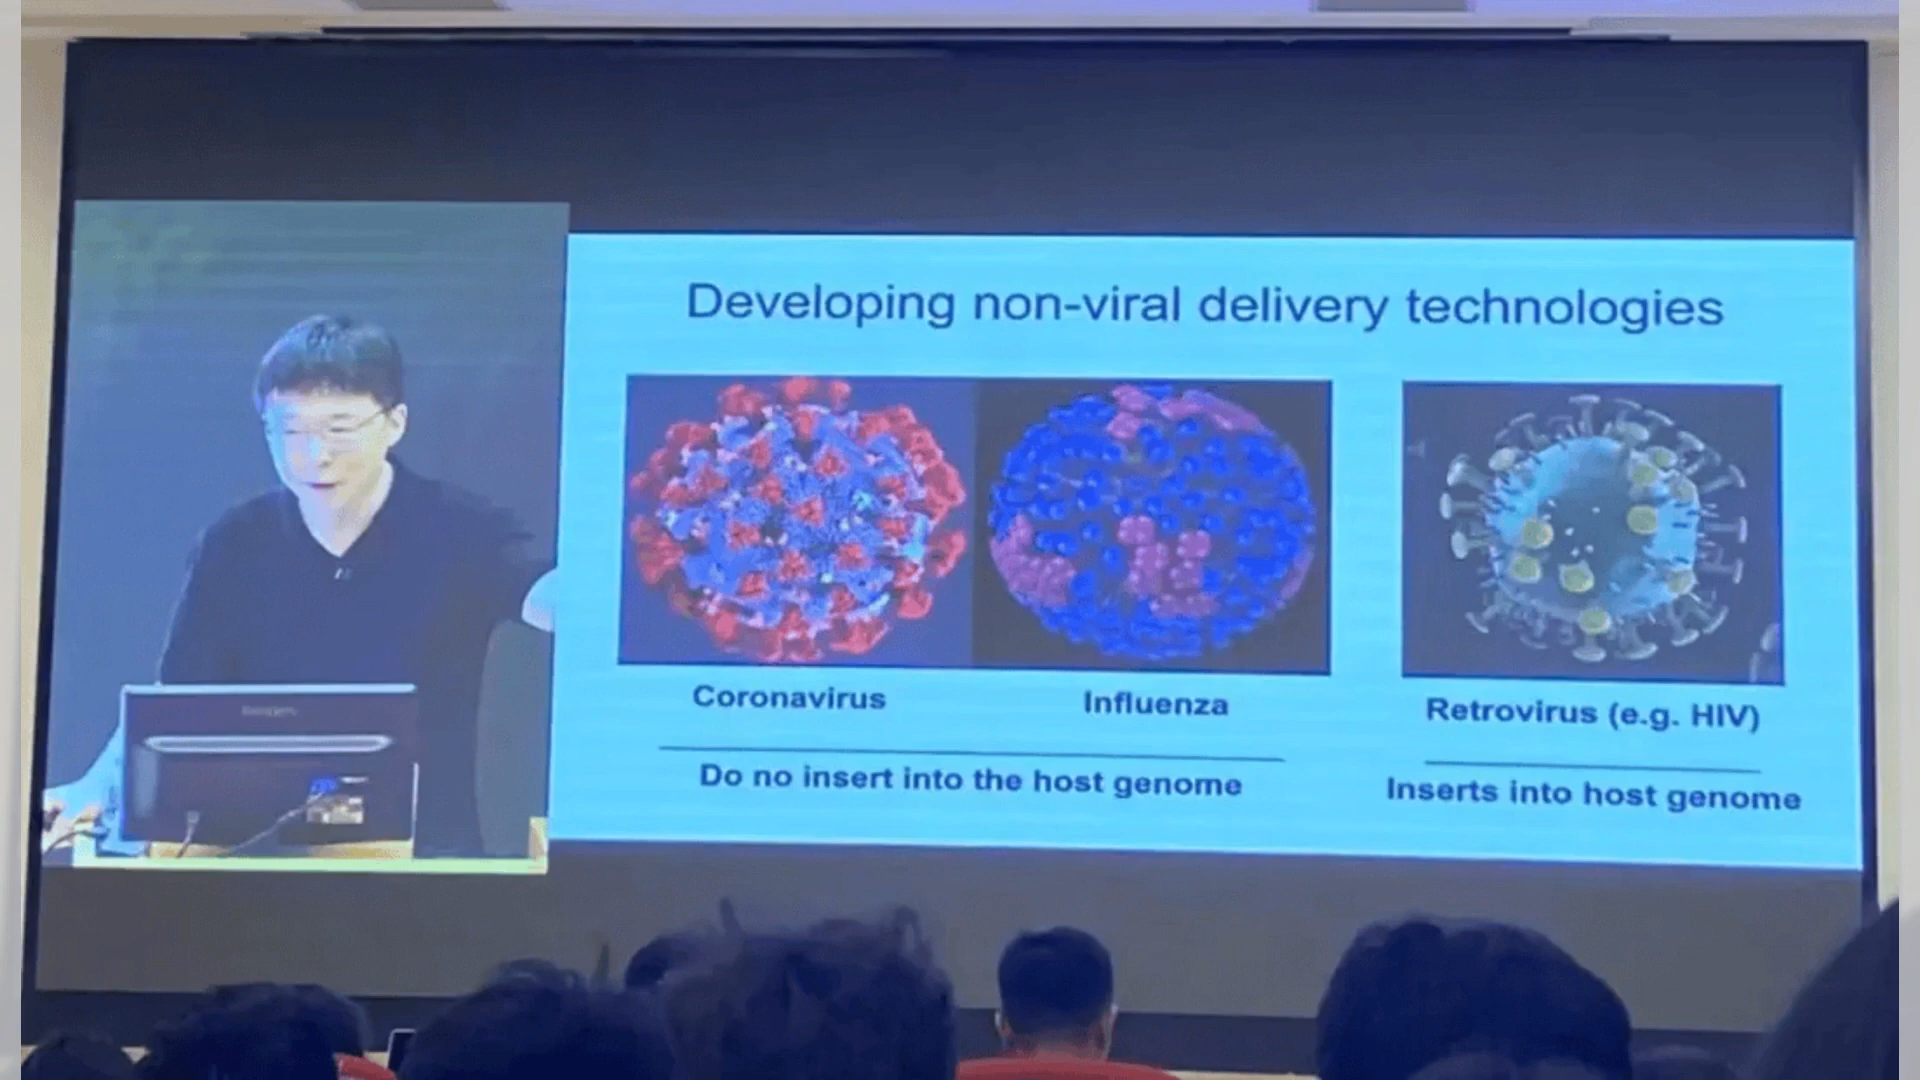 Developing non-viral delivery technologies
Coronavirus
Influenza
Retrovirus (e.g. HIV)
Do no insert into the host genome
Inserts into host genome